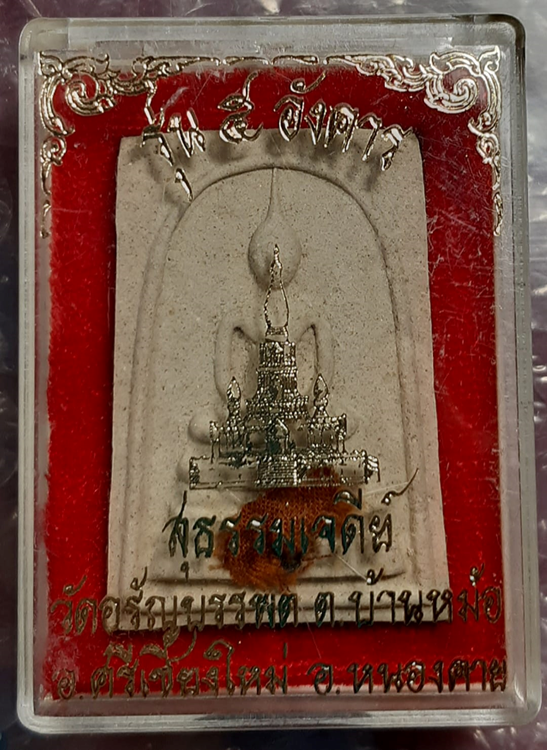 รุ่น ๕ อังคาร
สุธรรมเจดีย์
วัดอรัญบรรพต ต.บ้านหม้อ
อ.ศรีเชียงใหม่ จ.หนองคาย